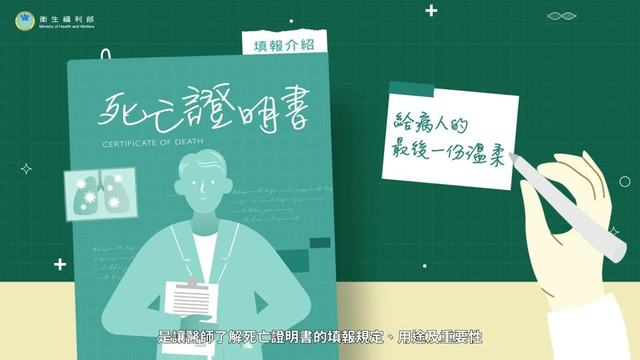 衛生福利部
Ministry of Health and Welfare
填報介紹
死亡證明書
CERTIFICATE OF DEATH
給病人的
最後一份溫柔
是讓醫師了解死亡證明書的填報規定、用途及重要性